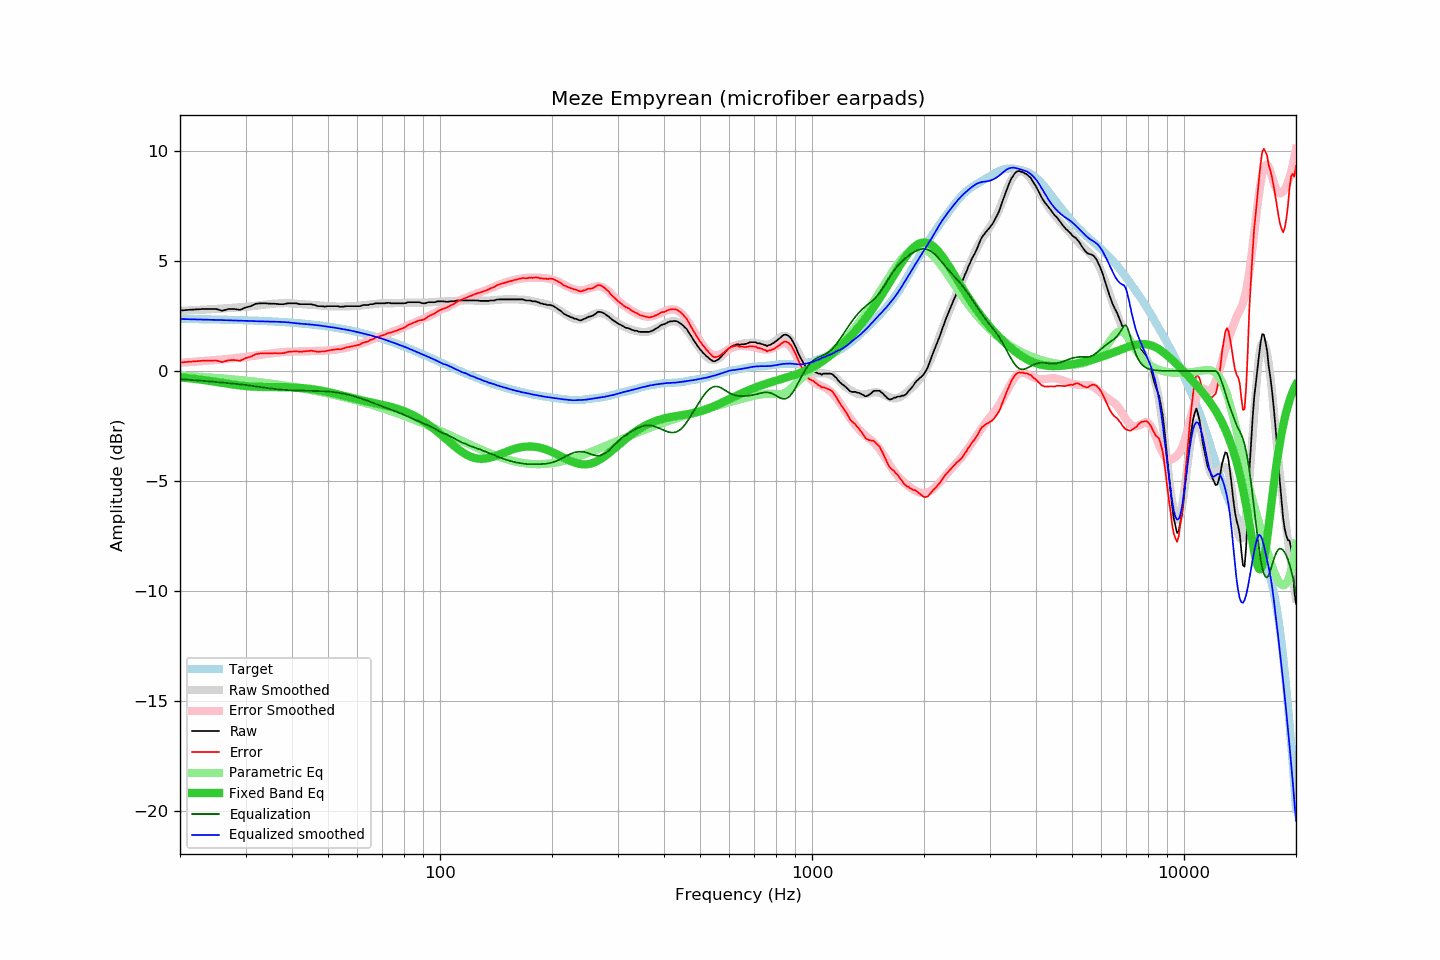 Meze Empyrean (microfiber earpads)
10
5
0
−5
−10
−15
−20
Amplitude (dBr)
Target
Raw Smoothed
Error Smoothed
Raw
Error
Parametric Eq
Fixed Band Eq
Equalization
Equalized smoothed
100 1000 10000
Frequency (Hz)